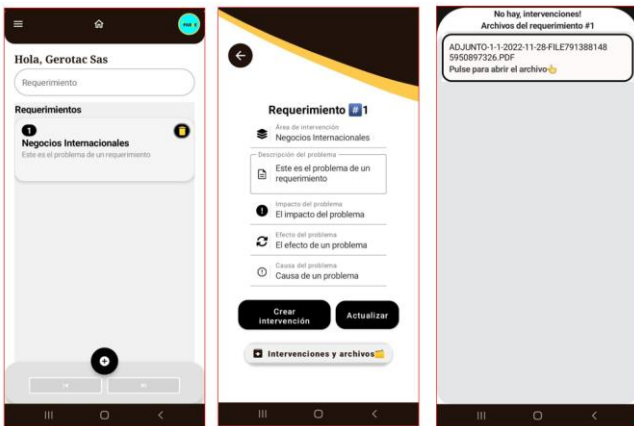 Hola, Gerotac Sas
Requerimiento
Requerimientos
1
Negocios Internacionales
Este es el problema de un requerimiento
Requerimiento #️⃣1
Área de intervención
Negocios Internacionales
Descripción del problema
Este es el problema de un
requerimiento
Impacto del problema
El impacto del problema
Efecto del problema
El efecto de un problema
Causa del problema
Causa de un problema
Crear
intervención
Actualizar
Intervenciones y archivos🗂️
No hay, intervenciones!
Archivos del requerimiento #1
ADJUNTO-1-1-2022-11-28-FILE791388148
5950897326.PDF
Pulse para abrir el archivo👆